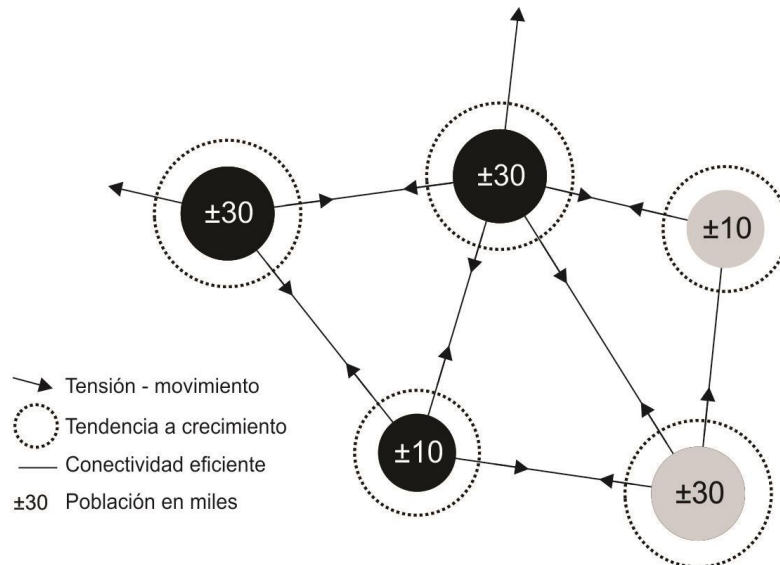 ±30
±30
±10
±10
±30
Tensión - movimiento
Tendencia a crecimiento
Conectividad eficiente
±30 Población en miles